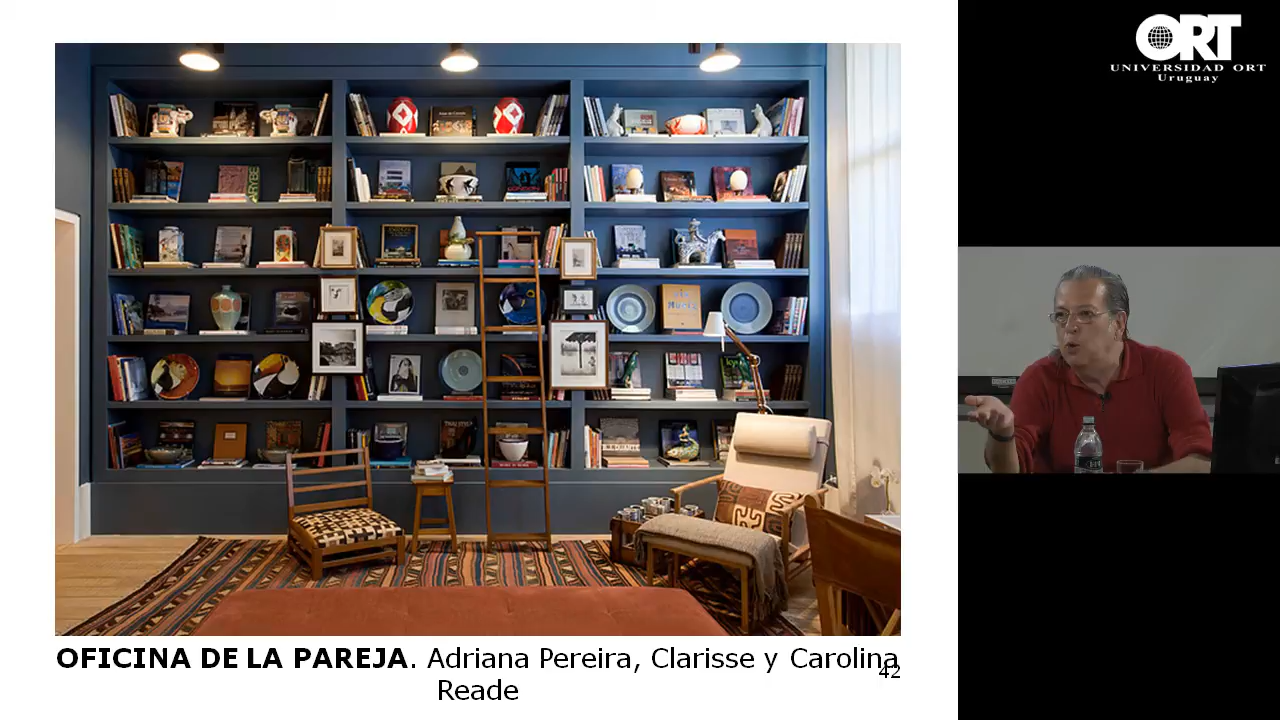 ORT
UNIVERSIDAD ORT
Uruguay
OFICINA DE LA PAREJA. Adriana Pereira, Clarisse y Carolina
Reade
42